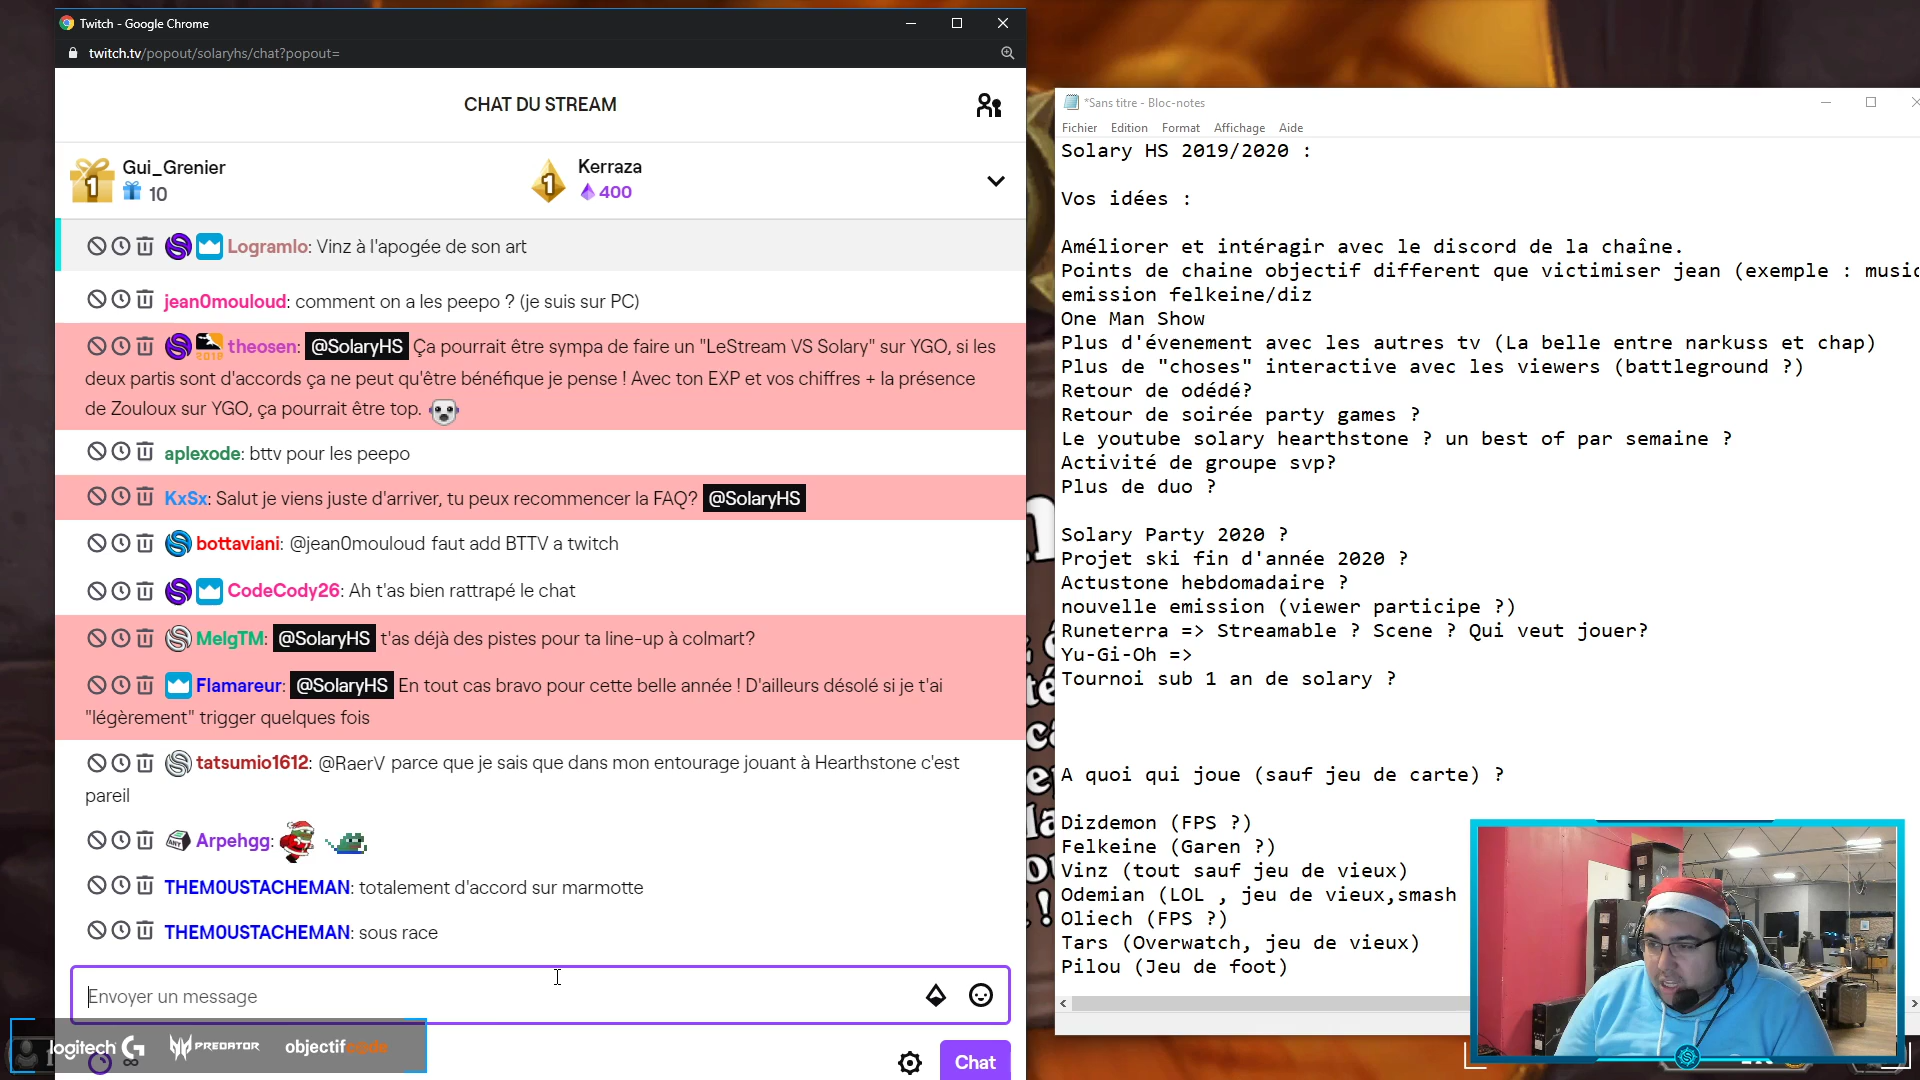 Twitch - Google Chrome
twitch.tv/popout/solaryhs/chat?popout=
CHAT DU STREAM
1 Gui_Grenier
10
1 Kerraza
400
Logramlo: Vinz à l'apogée de son art
jean0mouloud: comment on a les peepo ? (je suis sur PC)
2019 theosen: @SolaryHS Ça pourrait être sympa de faire un "LeStream VS Solary" sur YGO, si les
deux partis sont d'accords ça ne peut qu'être bénéfique je pense ! Avec ton EXP et vos chiffres + la présence
de Zouloux sur YGO, ça pourrait être top.
aplexode: bttv pour les peepo
KxSx: Salut je viens juste d'arriver, tu peux recommencer la FAQ? @SolaryHS
bottaviani: @jean0mouloud faut add BTTV a twitch
CodeCody26: Ah t'as bien rattrapé le chat
MelgTM: @SolaryHS t'as déjà des pistes pour ta line-up à colmart?
Flamareur: @SolaryHS En tout cas bravo pour cette belle année ! D'ailleurs désolé si je t'ai
"légèrement" trigger quelques fois
tatsumio1612: @RaerV parce que je sais que dans mon entourage jouant à Hearthstone c'est
pareil
ANY Arpehgg:
THEM0USTACHEMAN: totalement d'accord sur marmotte
THEM0USTACHEMAN: sous race
Envoyer un message
logitech G PREDATOR objectifcode
Chat
*Sans titre - Bloc-notes
Fichier Edition Format Affichage Aide
Solary HS 2019/2020 :
Vos idées :
Améliorer et intéragir avec le discord de la chaîne.
Points de chaine objectif different que victimiser jean (exemple : music
emission felkeine/diz
One Man Show
Plus d'évenement avec les autres tv (La belle entre narkuss et chap)
Plus de "choses" interactive avec les viewers (battleground ?)
Retour de odédé?
Retour de soirée party games ?
Le youtube solary hearthstone ? un best of par semaine ?
Activité de groupe svp?
Plus de duo ?
Solary Party 2020 ?
Projet ski fin d'année 2020 ?
Actustone hebdomadaire ?
nouvelle emission (viewer participe ?)
Runeterra => Streamable ? Scene ? Qui veut jouer?
Yu-Gi-Oh =>
Tournoi sub 1 an de solary ?
A quoi qui joue (sauf jeu de carte) ?
Dizdemon (FPS ?)
Felkeine (Garen ?)
Vinz (tout sauf jeu de vieux)
Odemian (LOL , jeu de vieux,smash
Oliech (FPS ?)
Tars (Overwatch, jeu de vieux)
Pilou (Jeu de foot)